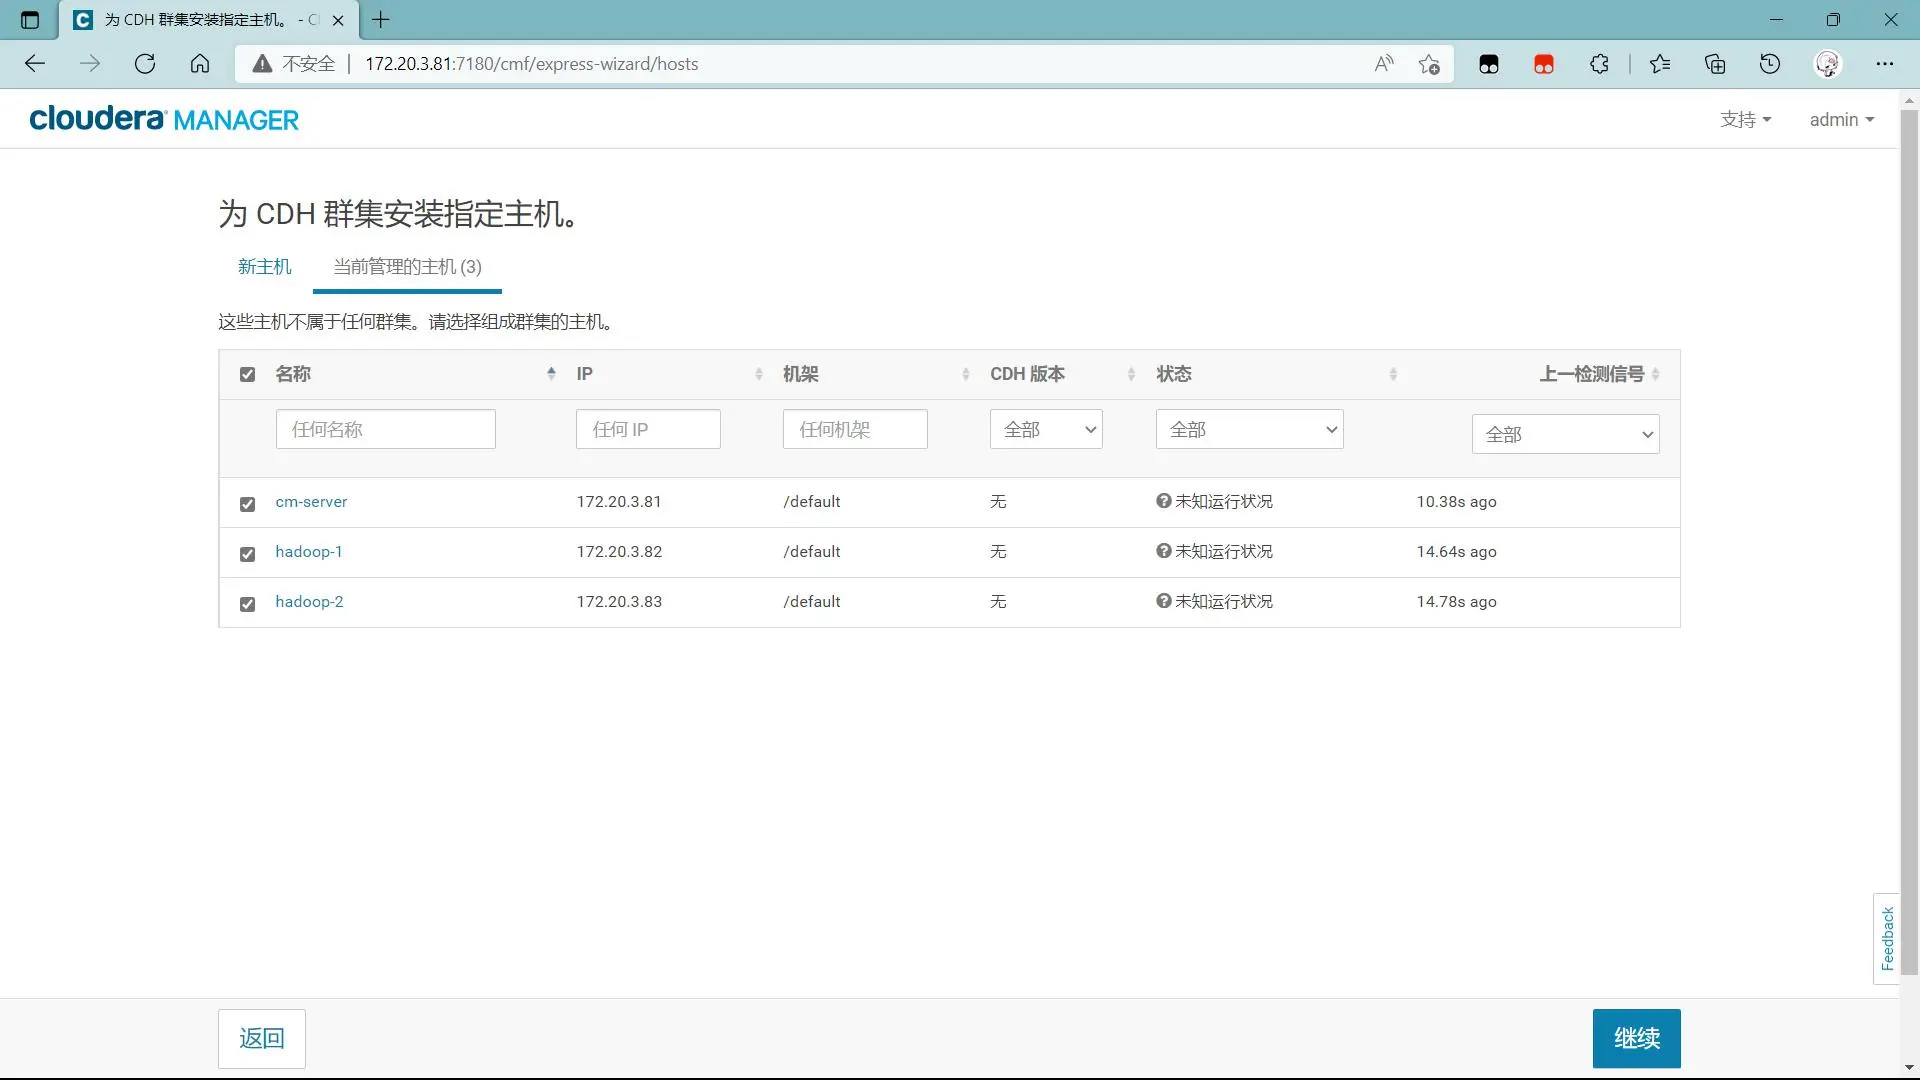 为 CDH 群集安装指定主机。 - Cl
不安全 172.20.3.81:7180/cmf/express-wizard/hosts
cloudera MANAGER
支持 admin
为 CDH 群集安装指定主机。
新主机 当前管理的主机 (3)
这些主机不属于任何群集。请选择组成群集的主机。
名称 IP 机架 CDH 版本 状态 上一检测信号
任何名称 任何 IP 任何机架 全部 全部 全部
cm-server 172.20.3.81 /default 无 未知运行状况 10.38s ago
hadoop-1 172.20.3.82 /default 无 未知运行状况 14.64s ago
hadoop-2 172.20.3.83 /default 无 未知运行状况 14.78s ago
Feedback
返回 继续